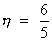 η = 6/5